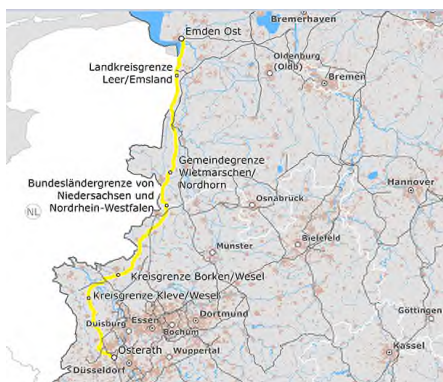 Bremerhaven
Emden Ost
Oldenburg
(Oldb)
Bremen
Landkreisgrenze
Leer/Emsland
Gemeindegrenze
Wietmarschen/
Nordhorn
Hannover
Bundesländergrenze von
Niedersachsen und
Nordrhein-Westfalen
NL
Osnabrück
Bielefeld
Münster
Kreisgrenze Borken/Wesel
Kreisgrenze Kleve/Wesel
Göttingen
Dortmund
Essen
Duisburg
Bochum
Kassel
Osterath
Wuppertal
Düsseldorf